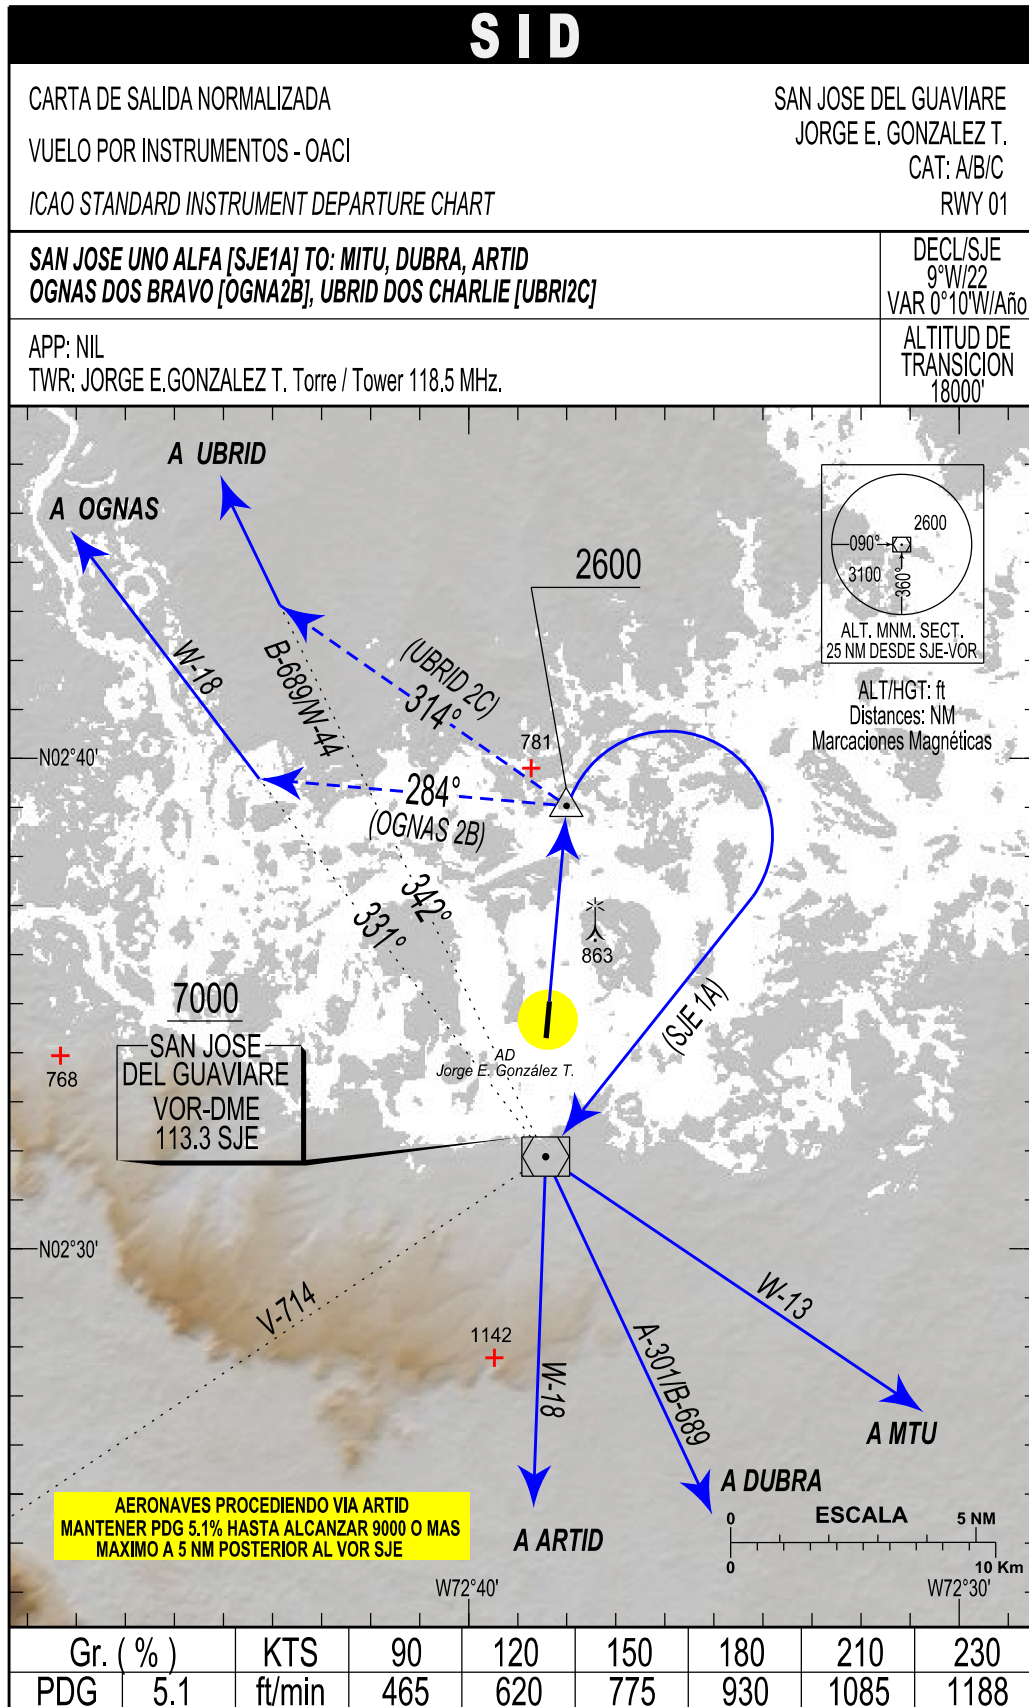 SID
CARTA DE SALIDA NORMALIZADA
VUELO POR INSTRUMENTOS - OACI
ICAO STANDARD INSTRUMENT DEPARTURE CHART
SAN JOSE DEL GUAVIARE
JORGE E. GONZALEZ T.
CAT: A/B/C
RWY 01
SAN JOSE UNO ALFA [SJE1A] TO: MITU, DUBRA, ARTID
OGNAS DOS BRAVO [OGNA2B], UBRID DOS CHARLIE [UBRI2C]
DECL/SJE
9°W/22
VAR 0°10'W/Año
APP: NIL
TWR: JORGE E.GONZALEZ T. Torre / Tower 118.5 MHz.
ALTITUD DE
TRANSICION
18000'
A UBRID
A OGNAS
2600
2600
090°
3100
360°
ALT. MNM. SECT.
25 NM DESDE SJE-VOR
ALT/HGT: ft
Distances: NM
Marcaciones Magnéticas
W-18
B-689/W-44
(UBRID 2C)
314°
781
N02°40'
284°
(OGNAS 2B)
342°
331°
863
(SJE 1A)
7000
SAN JOSE
DEL GUAVIARE
VOR-DME
113.3 SJE
768
AD
Jorge E. González T.
N02°30'
V-714
1142
W-18
A-301/B-689
W-13
A MTU
A DUBRA
A ARTID
AERONAVES PROCEDIENDO VIA ARTID
MANTENER PDG 5.1% HASTA ALCANZAR 9000 O MAS
MAXIMO A 5 NM POSTERIOR AL VOR SJE
0 ESCALA 5 NM
0 10 Km
W72°40'
W72°30'
Gr. ( % ) KTS 90 120 150 180 210 230
PDG 5.1 ft/min 465 620 775 930 1085 1188